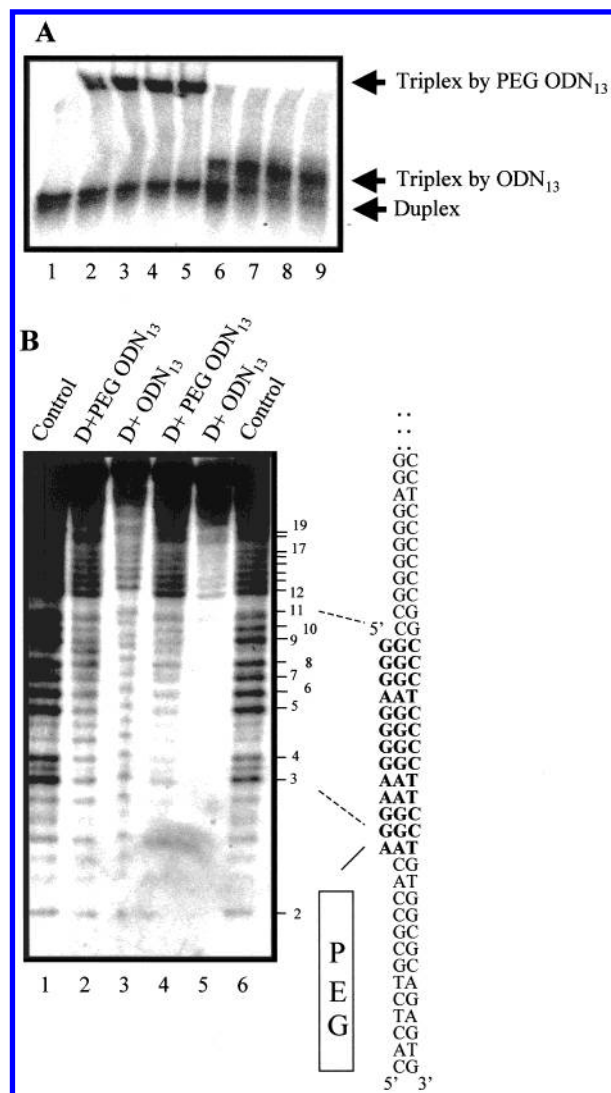 A
Triplex by PEG ODN13
Triplex by ODN13
Duplex
1 2 3 4 5 6 7 8 9
B
Control
D+PEG ODN13
D+ ODN13
D+ PEG ODN13
D+ ODN13
Control
19
17
12
11
10
9
8
7
6
5
4
3
2
1 2 3 4 5 6
GC
GC
AT
GC
GC
GC
GC
GC
GC
CG
5' CG
GGC
GGC
GGC
AAT
GGC
GGC
GGC
GGC
AAT
AAT
GGC
GGC
AAT
CG
AT
CG
CG
GC
CG
GC
TA
CG
TA
CG
AT
CG
5' 3'
P
E
G